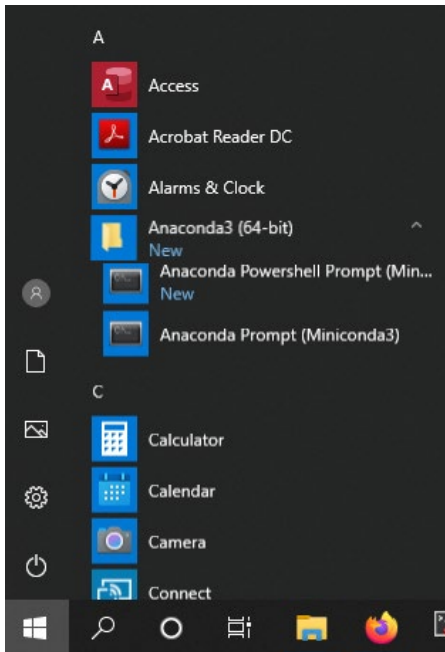 A
Access
Acrobat Reader DC
Alarms & Clock
Anaconda3 (64-bit)
New
Anaconda Powershell Prompt (Min...
New
Anaconda Prompt (Miniconda3)
C
Calculator
Calendar
Camera
Connect